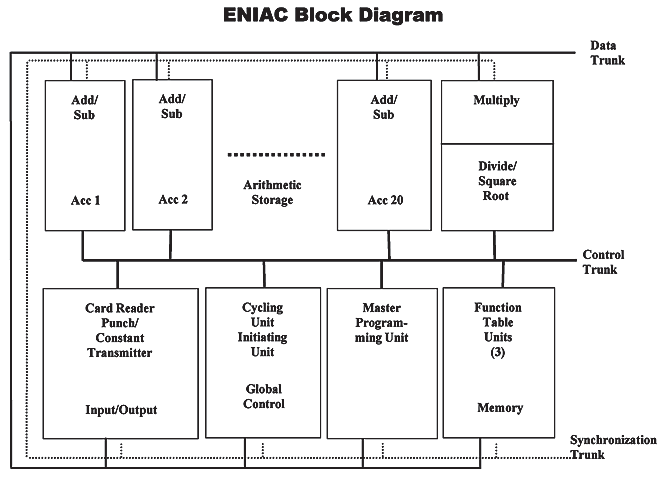 ENIAC Block Diagram
Data
Trunk
Add/
Sub
Acc 1
Add/
Sub
Acc 2
Arithmetic
Storage
Add/
Sub
Acc 20
Multiply
Divide/
Square
Root
Control
Trunk
Card Reader
Punch/
Constant
Transmitter
Input/Output
Cycling
Unit
Initiating
Unit
Global
Control
Master
Program-
ming Unit
Function
Table
Units
(3)
Memory
Synchronization
Trunk